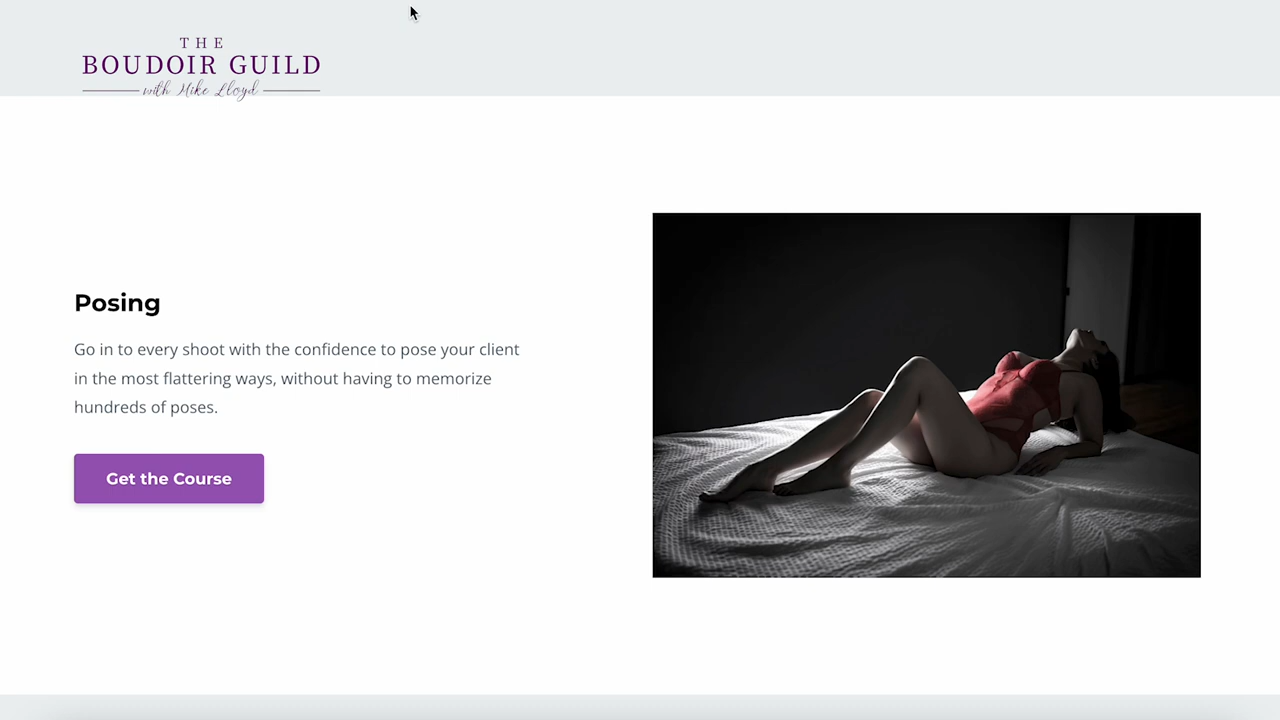 THE
BOUDOIR GUILD
with Mike Lloyd
Posing
Go in to every shoot with the confidence to pose your client
in the most flattering ways, without having to memorize
hundreds of poses.
Get the Course